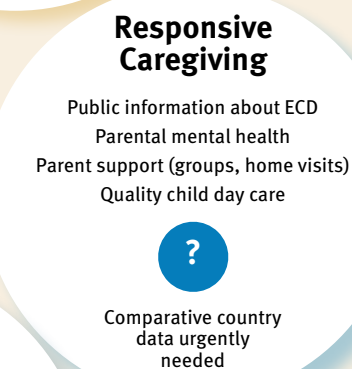 Responsive
Caregiving
Public information about ECD
Parental mental health
Parent support (groups, home visits)
Quality child day care
?
Comparative country
data urgently
needed